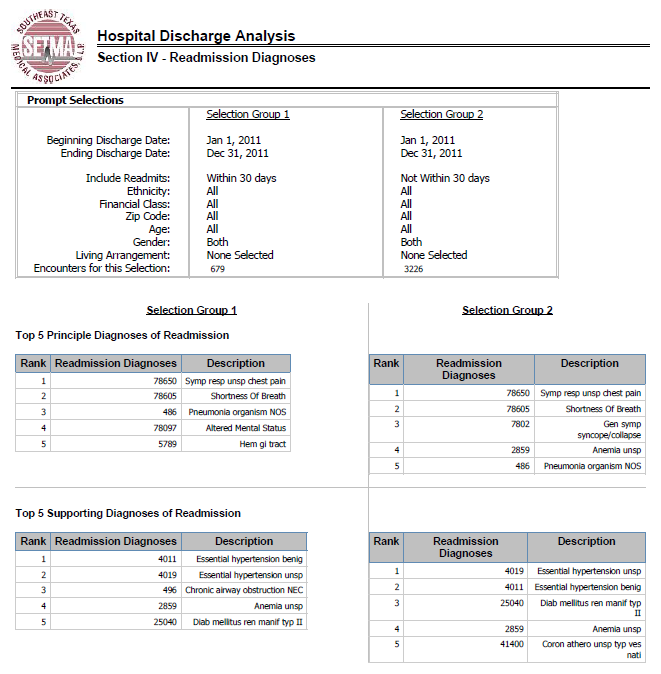 SOUTHEAST TEXAS
SETMA
MEDICAL ASSOCIATES, L.L.P.
Hospital Discharge Analysis
Section IV - Readmission Diagnoses
Prompt Selections
Selection Group 1 Selection Group 2
Beginning Discharge Date: Jan 1, 2011 Jan 1, 2011
Ending Discharge Date: Dec 31, 2011 Dec 31, 2011
Include Readmits: Within 30 days Not Within 30 days
Ethnicity: All All
Financial Class: All All
Zip Code: All All
Age: All All
Gender: Both Both
Living Arrangement: None Selected None Selected
Encounters for this Selection: 679 3226
Selection Group 1 Selection Group 2
Top 5 Principle Diagnoses of Readmission
Rank Readmission Diagnoses Description
1 78650 Symp resp unsp chest pain
2 78605 Shortness Of Breath
3 486 Pneumonia organism NOS
4 78097 Altered Mental Status
5 5789 Hem gi tract
Rank Readmission Description
Diagnoses
1 78650 Symp resp unsp chest pain
2 78605 Shortness Of Breath
3 7802 Gen symp
syncope/collapse
4 2859 Anemia unsp
5 486 Pneumonia organism NOS
Top 5 Supporting Diagnoses of Readmission
Rank Readmission Diagnoses Description
1 4011 Essential hypertension benig
2 4019 Essential hypertension unsp
3 496 Chronic airway obstruction NEC
4 2859 Anemia unsp
5 25040 Diab mellitus ren manif typ II
Rank Readmission Description
Diagnoses
1 4019 Essential hypertension unsp
2 4011 Essential hypertension benig
3 25040 Diab mellitus ren manif typ
II
4 2859 Anemia unsp
5 41400 Coron athero unsp typ ves
nati